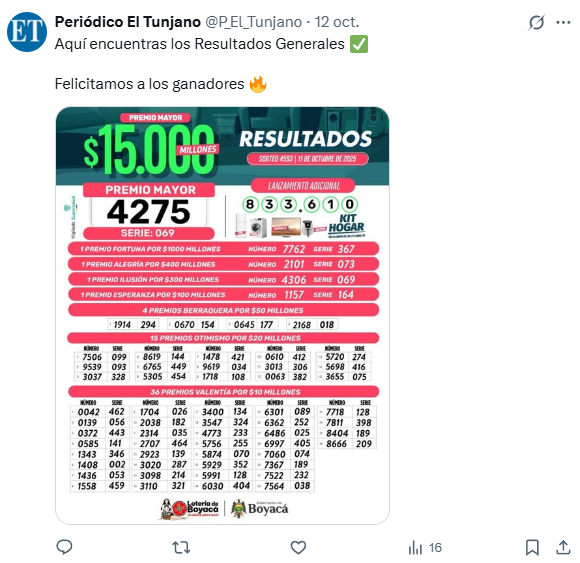 Periódico El Tunjano @P_El_Tunjano · 12 oct.
Aquí encuentras los Resultados Generales ✅
Felicitamos a los ganadores 🔥
PREMIO MAYOR
$15.000
MILLONES
RESULTADOS
SORTEO 4593 | 11 DE OCTUBRE DE 2025
PREMIO MAYOR
4275
SERIE: 069
LANZAMIENTO ADICIONAL
833.610
KIT
HOGAR
1 PREMIO FORTUNA POR $1000 MILLONES NÚMERO 7762 SERIE 367
1 PREMIO ALEGRÍA POR $400 MILLONES NÚMERO 2101 SERIE 073
1 PREMIO ILUSIÓN POR $300 MILLONES NÚMERO 4306 SERIE 069
1 PREMIO ESPERANZA POR $100 MILLONES NÚMERO 1157 SERIE 164
4 PREMIOS BERRAQUERA POR $50 MILLONES
1914 294 0670 154 0645 177 2168 018
15 PREMIOS OTIMISMO POR $20 MILLONES
NÚMERO SERIE NÚMERO SERIE NÚMERO SERIE NÚMERO SERIE NÚMERO SERIE
7506 099 8619 144 1478 421 0610 412 5720 274
9539 093 6765 449 9619 034 3013 306 5698 416
3037 328 5305 454 1718 108 0063 382 3655 075
36 PREMIOS VALENTÍA POR $10 MILLONES
NÚMERO SERIE NÚMERO SERIE NÚMERO SERIE NÚMERO SERIE NÚMERO SERIE
0042 462 1704 026 3400 134 6301 089 7718 128
0139 056 2038 182 3547 324 6362 252 7811 398
0372 443 2314 035 4773 233 6486 025 8404 189
0585 141 2707 464 5756 255 6997 405 8666 209
1343 346 2923 139 5874 070 7060 074
1408 002 3020 287 5929 352 7367 189
1436 053 3098 214 5991 128 7522 232
1558 459 3110 321 6030 404 7564 038
Lotería de
Boyacá
Boyacá
16